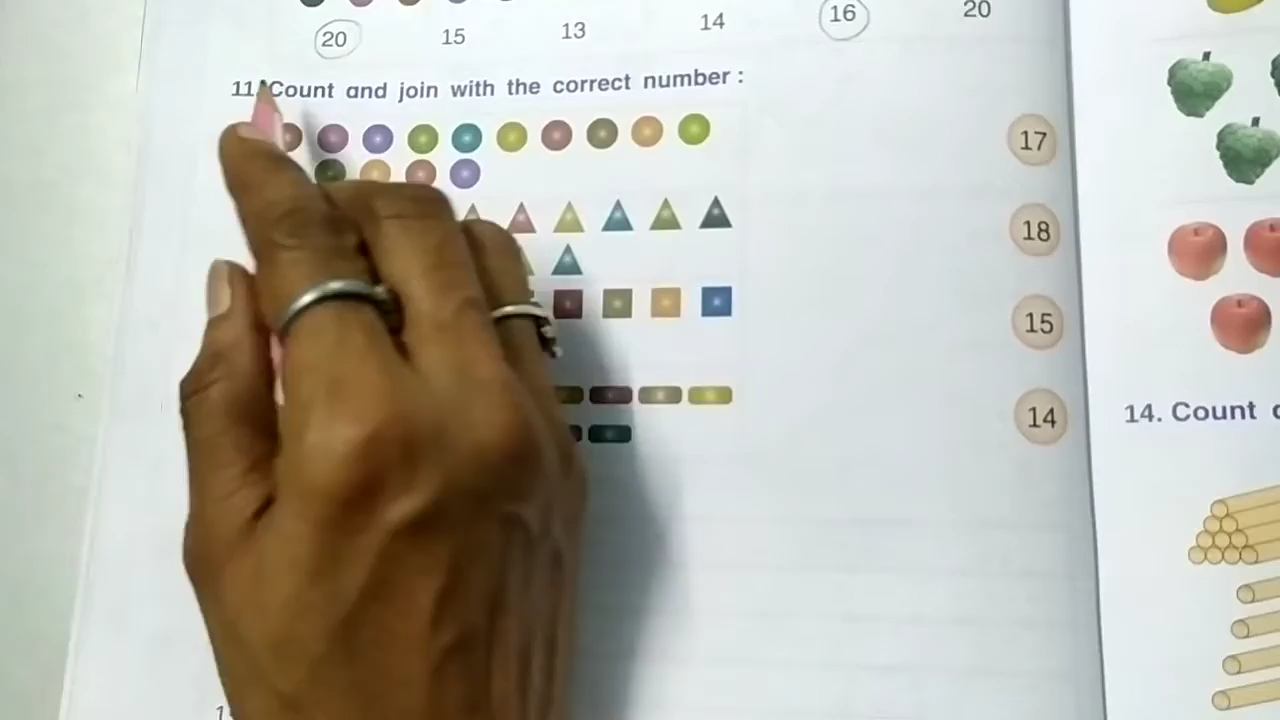 20 15 13 14 16 20
11. Count and join with the correct number :
17
18
15
14
14. Count